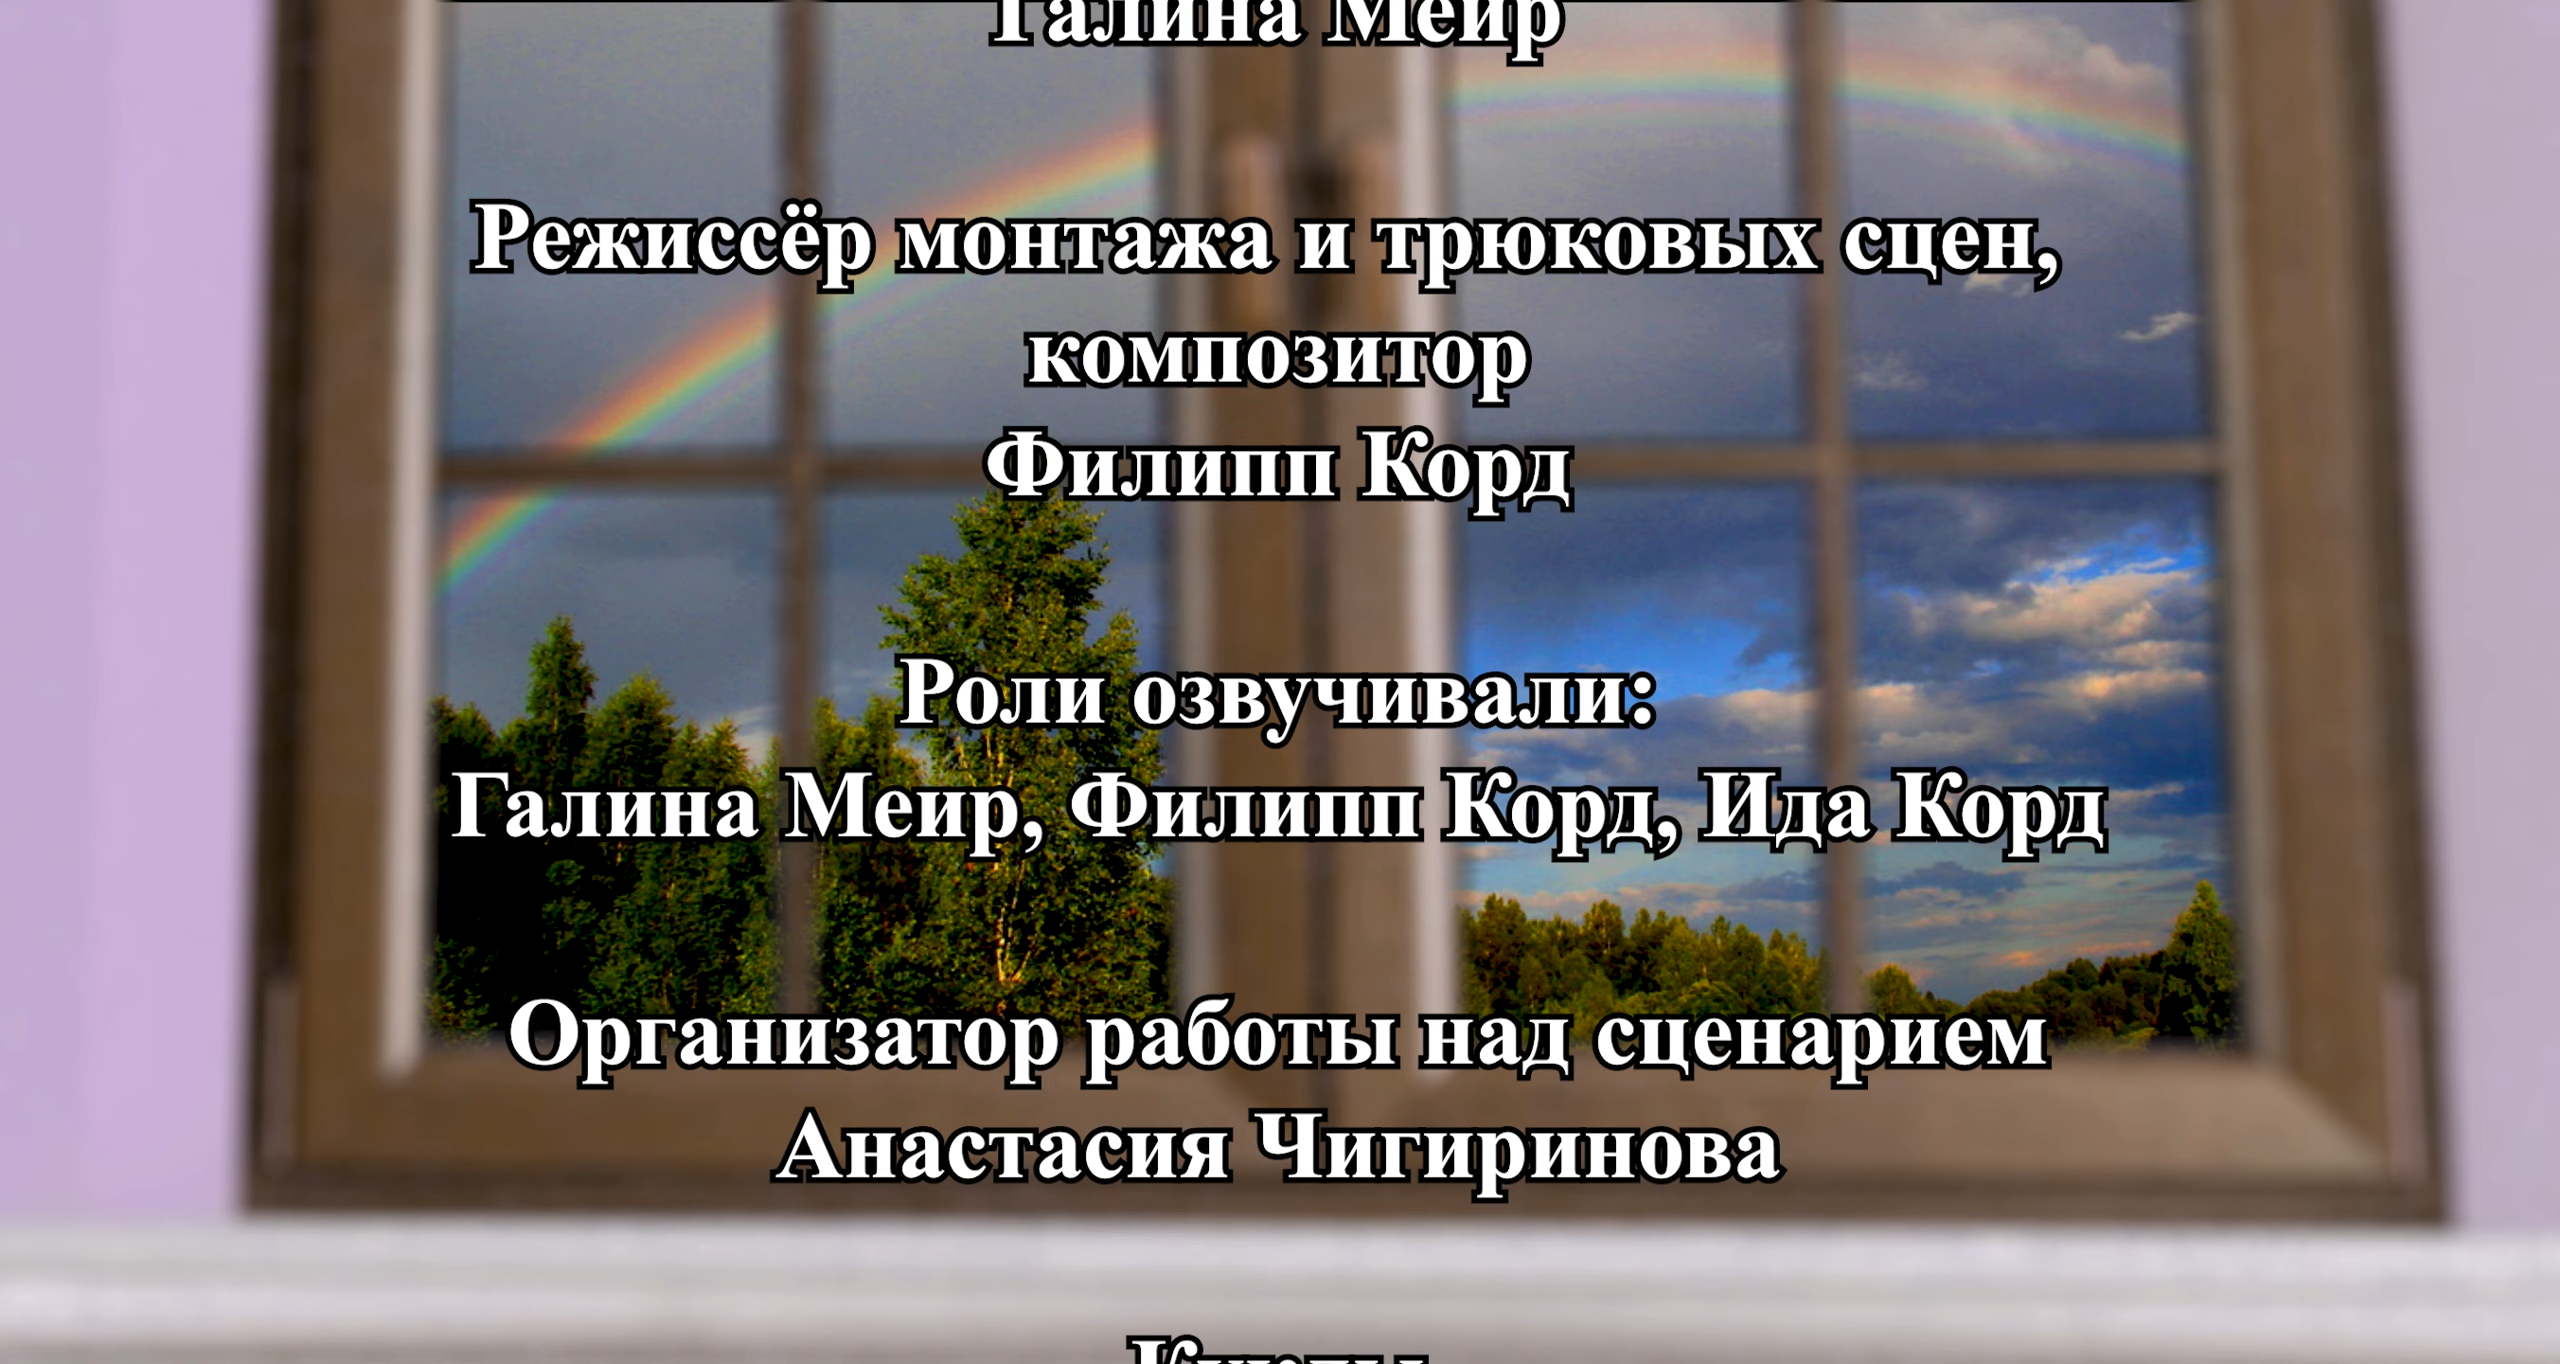 Галина Меир
Режиссёр монтажа и трюковых сцен,
композитор
Филипп Корд
Роли озвучивали:
Галина Меир, Филипп Корд, Ида Корд
Организатор работы над сценарием
Анастасия Чигиринова